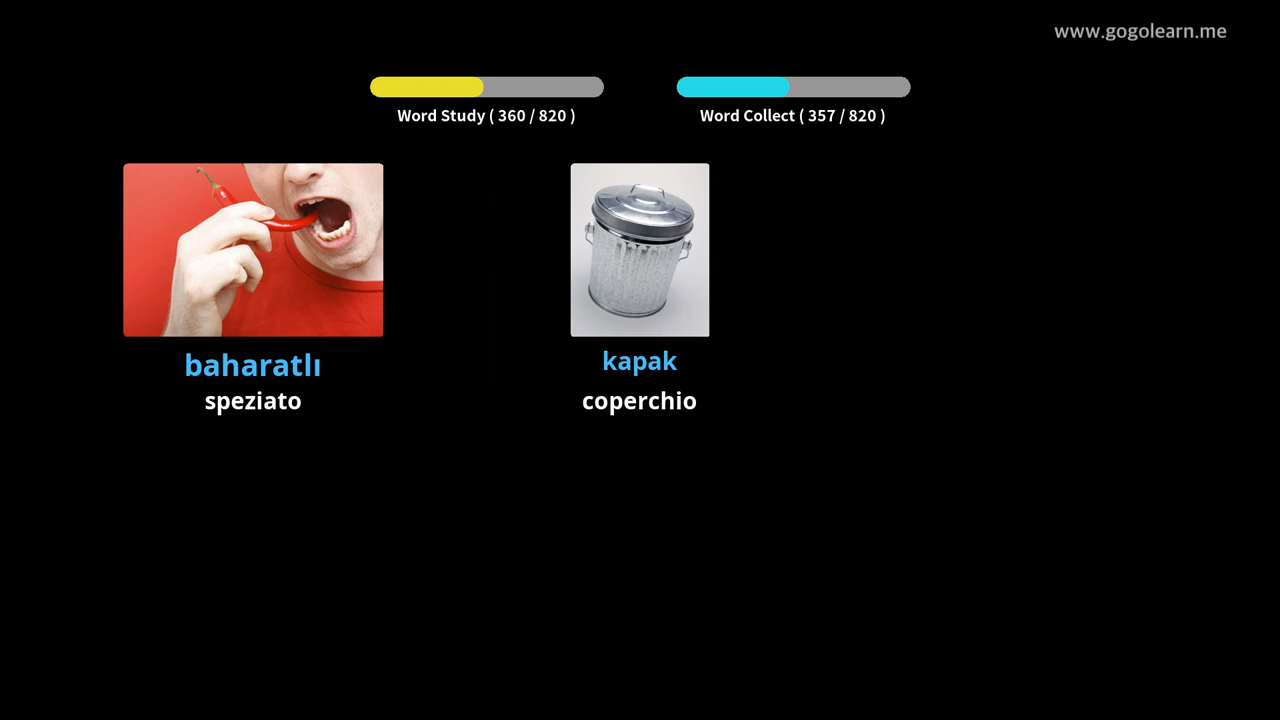 www.gogolearn.me
Word Study ( 360 / 820 )
Word Collect ( 357 / 820 )
baharatlı
speziato
kapak
coperchio